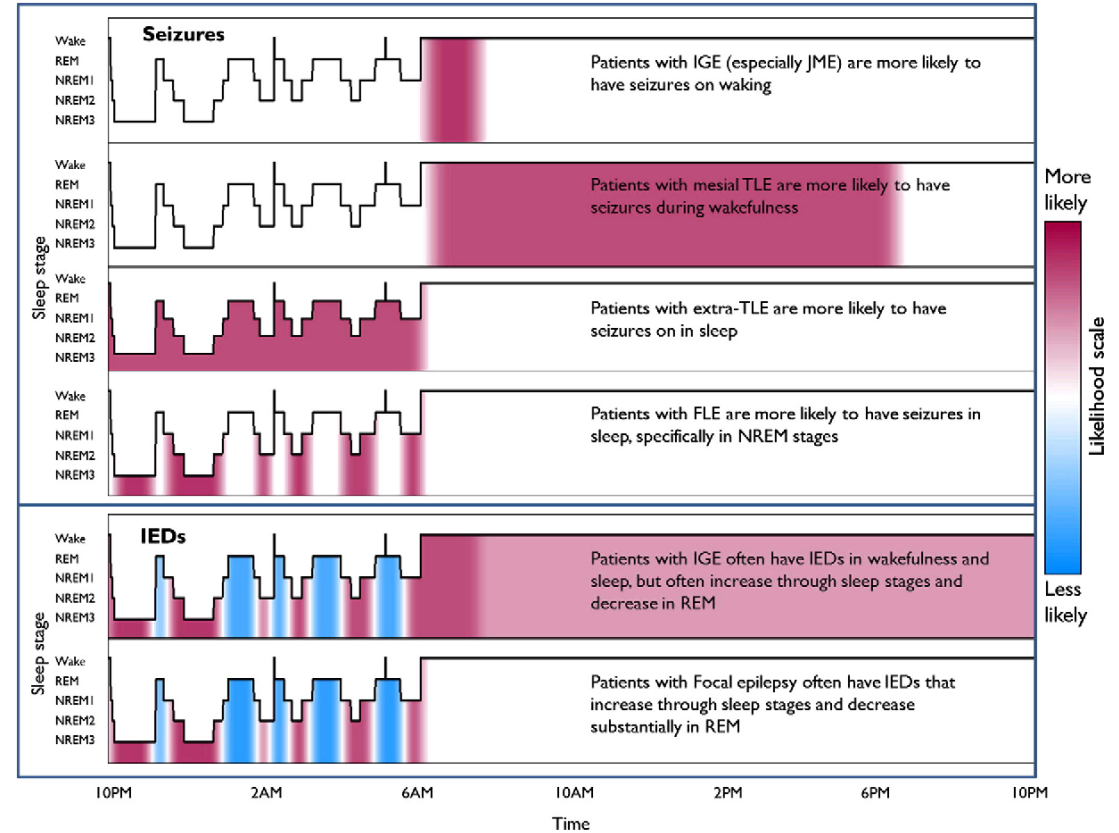 Seizures
Wake
REM
NREM1
NREM2
NREM3
Patients with IGE (especially JME) are more likely to
have seizures on waking
Wake
REM
NREM1
NREM2
NREM3
Patients with mesial TLE are more likely to have
seizures during wakefulness
Sleep stage
Wake
REM
NREM1
NREM2
NREM3
Patients with extra-TLE are more likely to have
seizures on in sleep
Wake
REM
NREM1
NREM2
NREM3
Patients with FLE are more likely to have seizures in
sleep, specifically in NREM stages
IEDs
Wake
REM
NREM1
NREM2
NREM3
Patients with IGE often have IEDs in wakefulness and
sleep, but often increase through sleep stages and
decrease in REM
Sleep stage
Wake
REM
NREM1
NREM2
NREM3
Patients with Focal epilepsy often have IEDs that
increase through sleep stages and decrease
substantially in REM
10PM 2AM 6AM 10AM 2PM 6PM 10PM
Time
More
likely
Likelihood scale
Less
likely